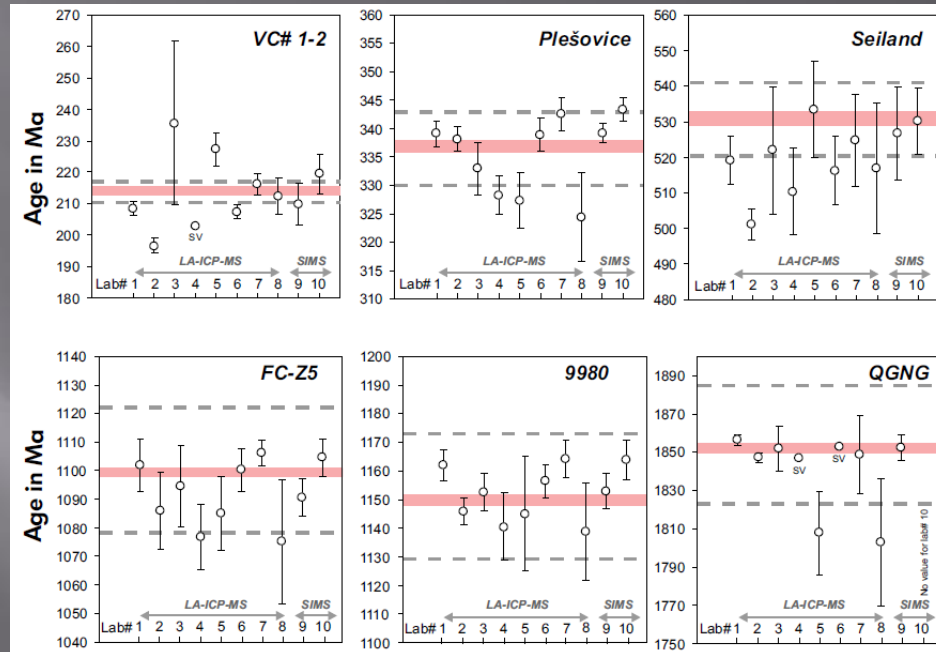 VC# 1-2
Age in Ma
270
260
250
240
230
220
210
200
190
180
SV
LA-ICP-MS
SIMS
Lab# 1 2 3 4 5 6 7 8 9 10
Plešovice
360
355
350
345
340
335
330
325
320
315
310
LA-ICP-MS
SIMS
Lab# 1 2 3 4 5 6 7 8 9 10
Seiland
560
550
540
530
520
510
500
490
480
LA-ICP-MS
SIMS
Lab# 1 2 3 4 5 6 7 8 9 10
FC-Z5
Age in Ma
1140
1130
1120
1110
1100
1090
1080
1070
1060
1050
1040
LA-ICP-MS
SIMS
Lab# 1 2 3 4 5 6 7 8 9 10
9980
1200
1190
1180
1170
1160
1150
1140
1130
1120
1110
1100
LA-ICP-MS
SIMS
Lab# 1 2 3 4 5 6 7 8 9 10
QGNG
1890
1870
1850
1830
1810
1790
1770
1750
SV
SV
No value for lab# 10
LA-ICP-MS
SIMS
Lab# 1 2 3 4 5 6 7 8 9 10